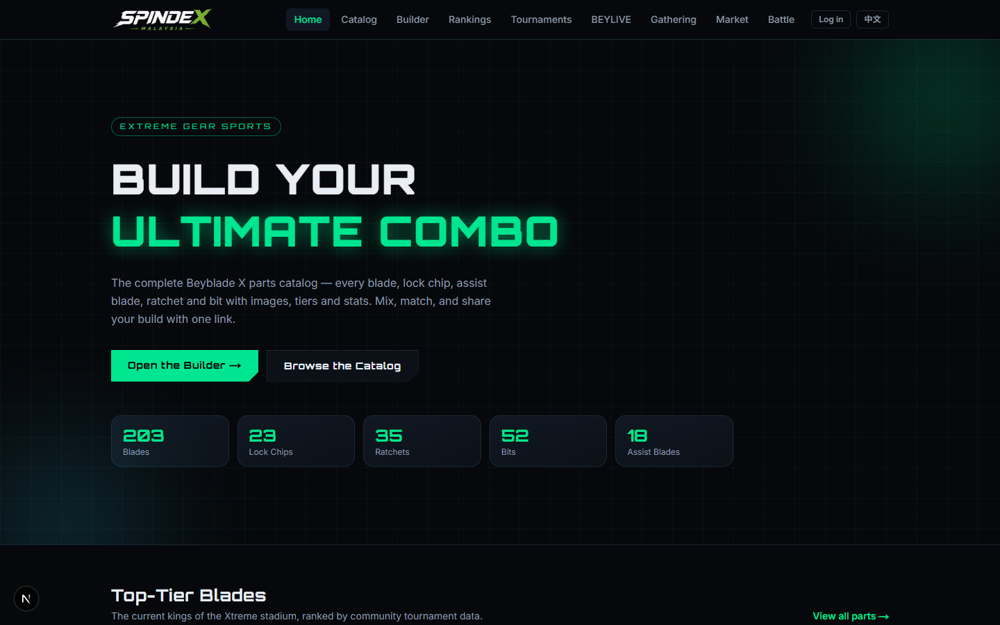 SPINDEX
MALAYSIA
Home
Catalog
Builder
Rankings
Tournaments
BEYLIVE
Gathering
Market
Battle
Log in
中文
EXTREME GEAR SPORTS
BUILD YOUR
ULTIMATE COMBO
The complete Beyblade X parts catalog — every blade, lock chip, assist
blade, ratchet and bit with images, tiers and stats. Mix, match, and share
your build with one link.
Open the Builder →
Browse the Catalog
203
Blades
23
Lock Chips
35
Ratchets
52
Bits
18
Assist Blades
Top-Tier Blades
The current kings of the Xtreme stadium, ranked by community tournament data.
View all parts →
N